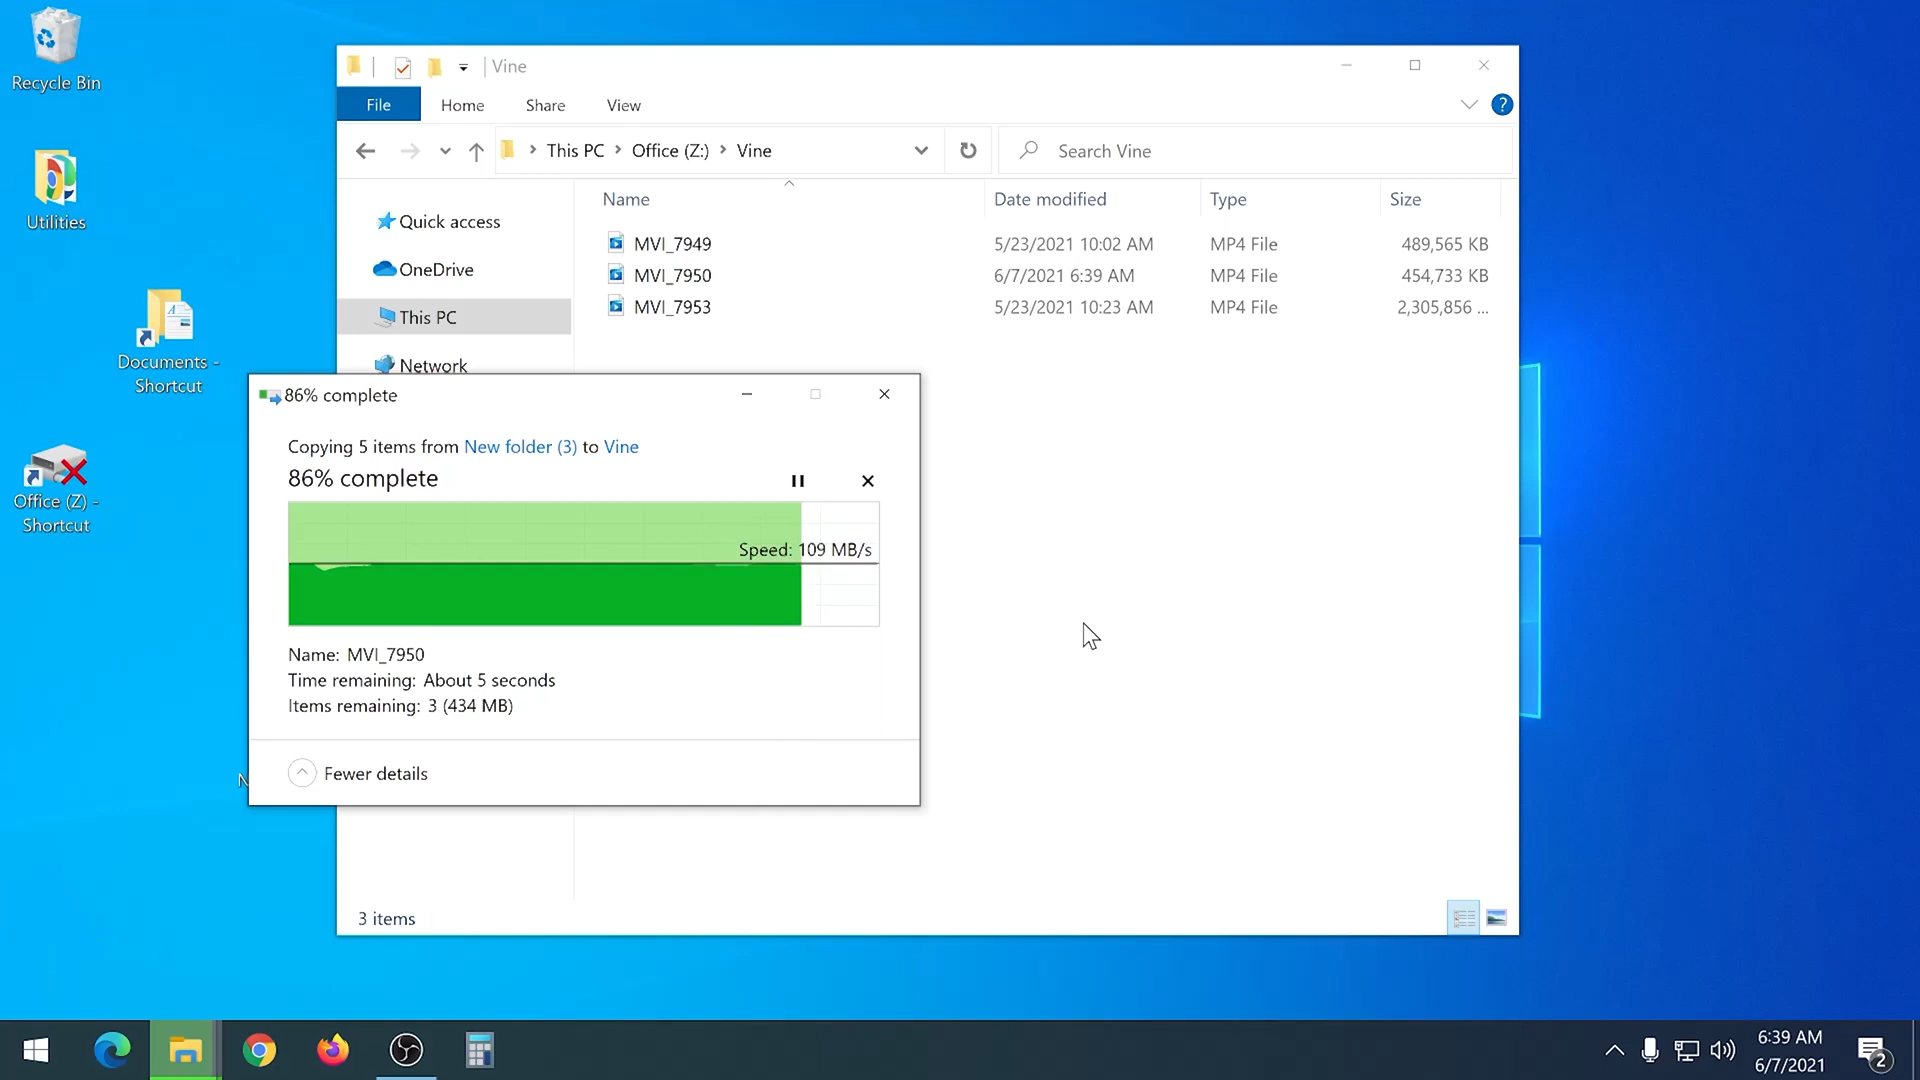 Recycle Bin
Utilities
Documents -
Shortcut
Office (Z) -
Shortcut
Vine
File Home Share View
This PC Office (Z:) Vine
Search Vine
Name Date modified Type Size
Quick access
OneDrive
This PC
Network
MVI_7949 5/23/2021 10:02 AM MP4 File 489,565 KB
MVI_7950 6/7/2021 6:39 AM MP4 File 454,733 KB
MVI_7953 5/23/2021 10:23 AM MP4 File 2,305,856 ...
86% complete
Copying 5 items from New folder (3) to Vine
86% complete
Speed: 109 MB/s
Name: MVI_7950
Time remaining: About 5 seconds
Items remaining: 3 (434 MB)
Fewer details
N
3 items
6:39 AM
6/7/2021
2